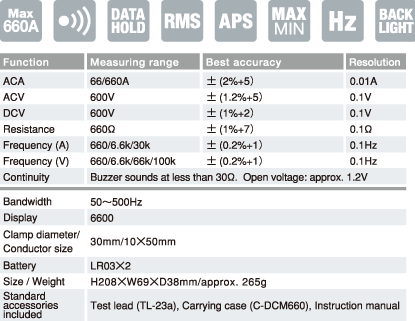 Max 660A
DATA HOLD
RMS
APS
MAX MIN
Hz
BACK LIGHT
Function Measuring range Best accuracy Resolution
ACA 66/660A ±(2%+5) 0.01A
ACV 600V ±(1.2%+5) 0.1V
DCV 600V ±(1%+2) 0.1V
Resistance 660Ω ±(1%+7) 0.1Ω
Frequency (A) 660/6.6k/30k ±(0.2%+1) 0.1Hz
Frequency (V) 660/6.6k/66k/100k ±(0.2%+1) 0.1Hz
Continuity Buzzer sounds at less than 30Ω. Open voltage: approx. 1.2V
Bandwidth 50〜500Hz
Display 6600
Clamp diameter/
Conductor size 30mm/10×50mm
Battery LR03×2
Size / Weight H208×W69×D38mm/approx. 265g
Standard
accessories
included Test lead (TL-23a), Carrying case (C-DCM660), Instruction manual